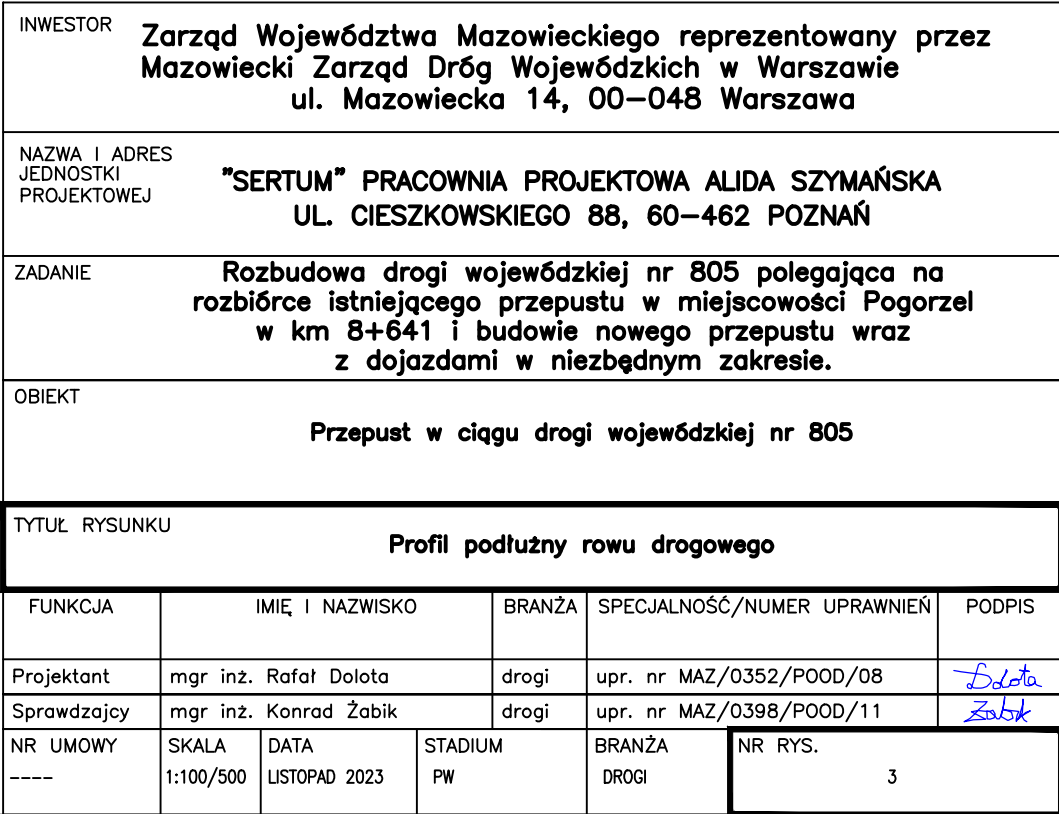 INWESTOR
Zarząd Województwa Mazowieckiego reprezentowany przez
Mazowiecki Zarząd Dróg Wojewódzkich w Warszawie
ul. Mazowiecka 14, 00-048 Warszawa
NAZWA I ADRES
JEDNOSTKI
PROJEKTOWEJ
"SERTUM" PRACOWNIA PROJEKTOWA ALIDA SZYMAŃSKA
UL. CIESZKOWSKIEGO 88, 60-462 POZNAŃ
ZADANIE
Rozbudowa drogi wojewódzkiej nr 805 polegająca na
rozbiórce istniejącego przepustu w miejscowości Pogorzel
w km 8+641 i budowie nowego przepustu wraz
z dojazdami w niezbędnym zakresie.
OBIEKT
Przepust w ciągu drogi wojewódzkiej nr 805
TYTUŁ RYSUNKU
Profil podłużny rowu drogowego
FUNKCJA IMIĘ I NAZWISKO BRANŻA SPECJALNOŚĆ/NUMER UPRAWNIEŃ PODPIS
Projektant mgr inż. Rafał Dolota drogi upr. nr MAZ/0352/POOD/08 Dolota
Sprawdzajcy mgr inż. Konrad Żabik drogi upr. nr MAZ/0398/POOD/11 Żabik
NR UMOWY SKALA DATA STADIUM BRANŻA NR RYS.
---- 1:100/500 LISTOPAD 2023 PW DROGI 3